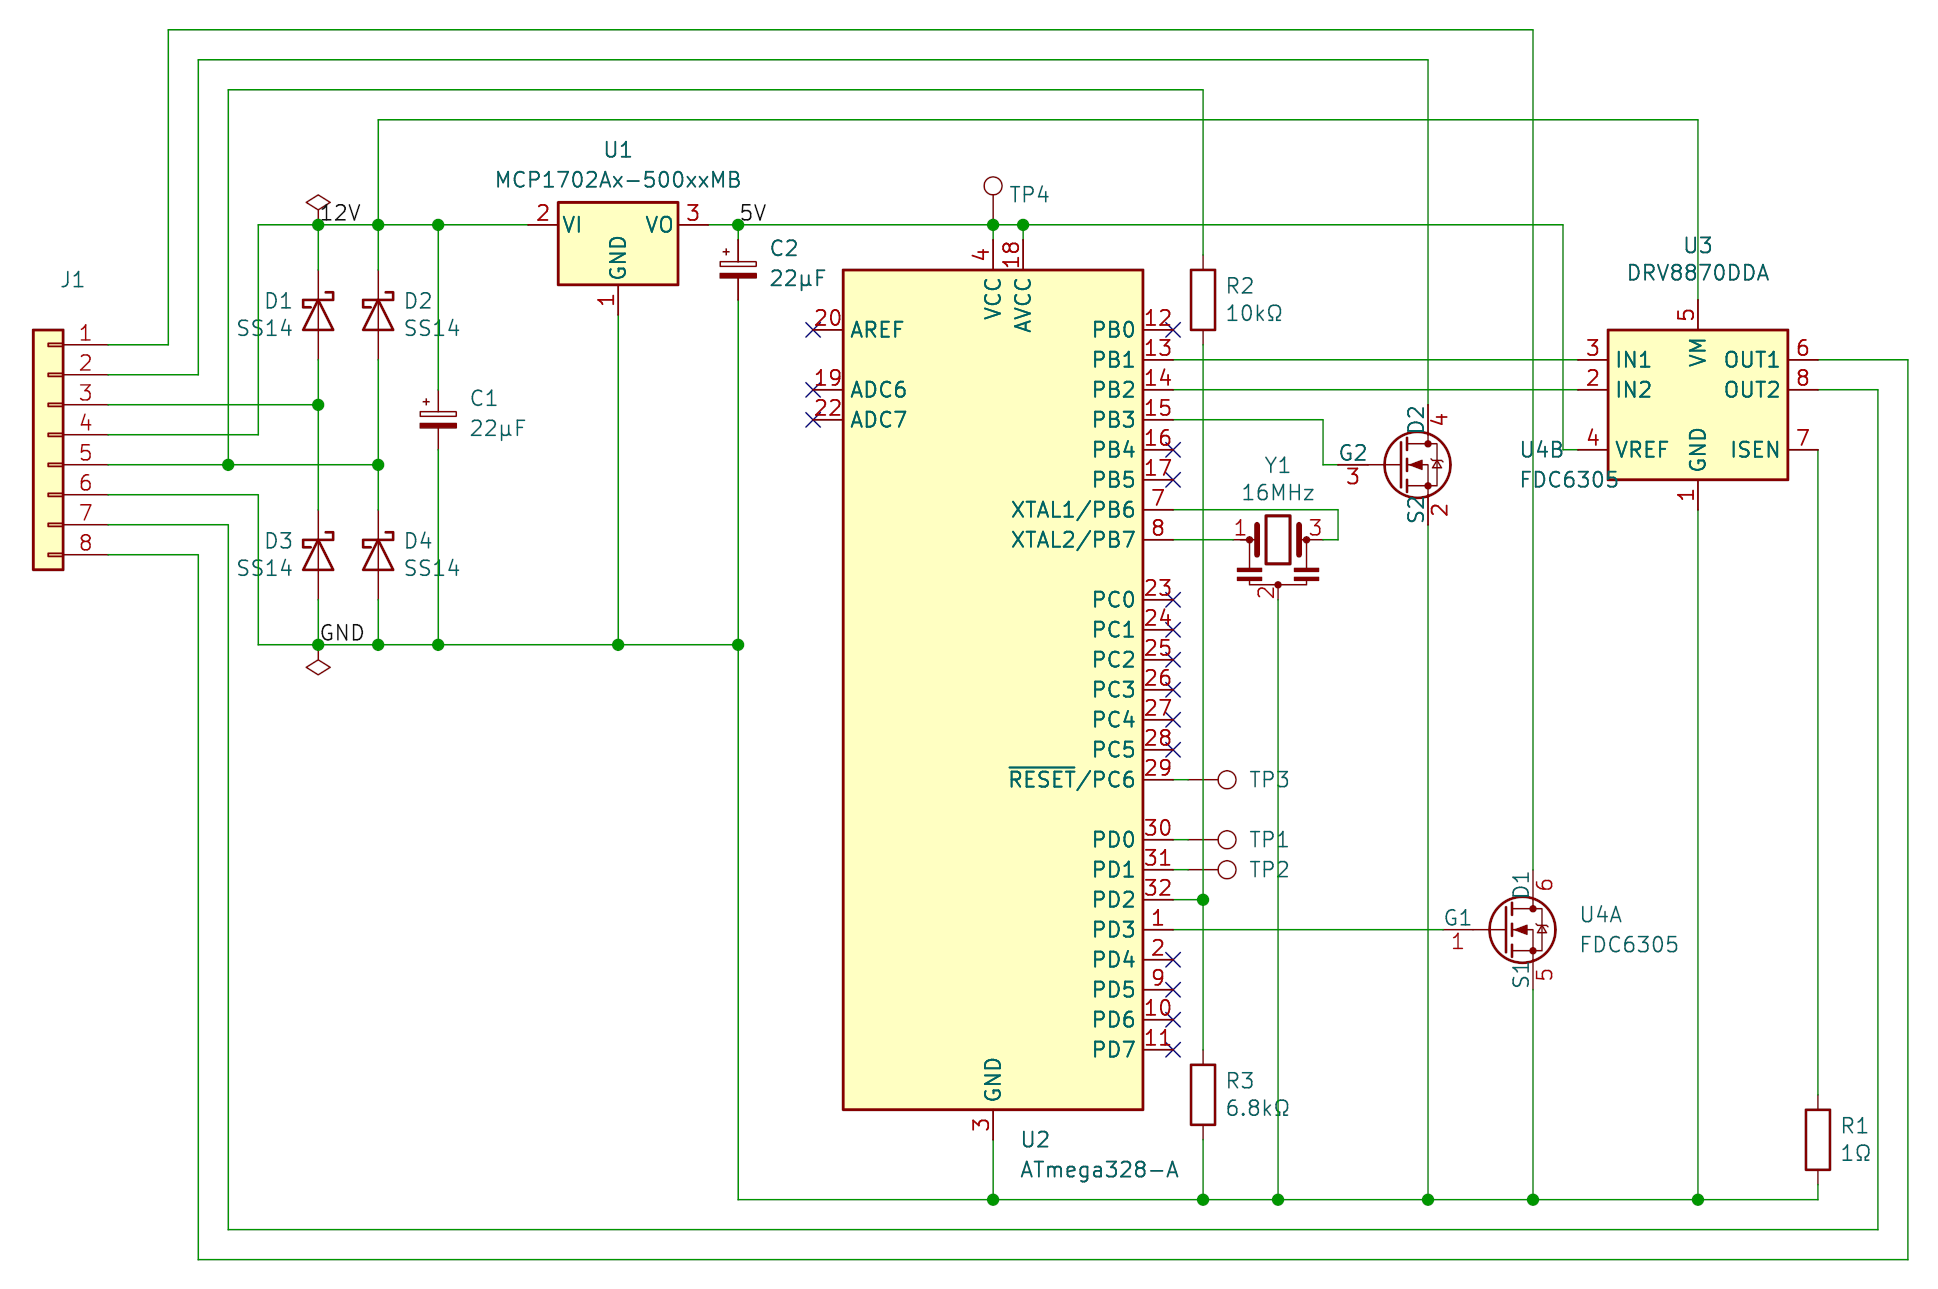 J1
1
2
3
4
5
6
7
8
12V
GND
D1
SS14
D2
SS14
D3
SS14
D4
SS14
C1
22µF
U1
MCP1702Ax-500xxMB
2
VI
VO
3
GND
1
5V
C2
22µF
TP4
4
18
VCC
AVCC
20
AREF
19
ADC6
22
ADC7
PB0
12
PB1
13
PB2
14
PB3
15
PB4
16
PB5
17
XTAL1/PB6
7
XTAL2/PB7
8
PC0
23
PC1
24
PC2
25
PC3
26
PC4
27
PC5
28
RESET/PC6
29
PD0
30
PD1
31
PD2
32
PD3
1
PD4
2
PD5
9
PD6
10
PD7
11
GND
3
U2
ATmega328-A
R2
10kΩ
Y1
16MHz
1
3
2
TP3
TP1
TP2
R3
6.8kΩ
G2
3
D2
4
S2
2
U4B
FDC6305
G1
1
D1
6
S1
5
U4A
FDC6305
U3
DRV8870DDA
5
VM
3
IN1
2
IN2
4
VREF
GND
1
OUT1
6
OUT2
8
ISEN
7
R1
1Ω